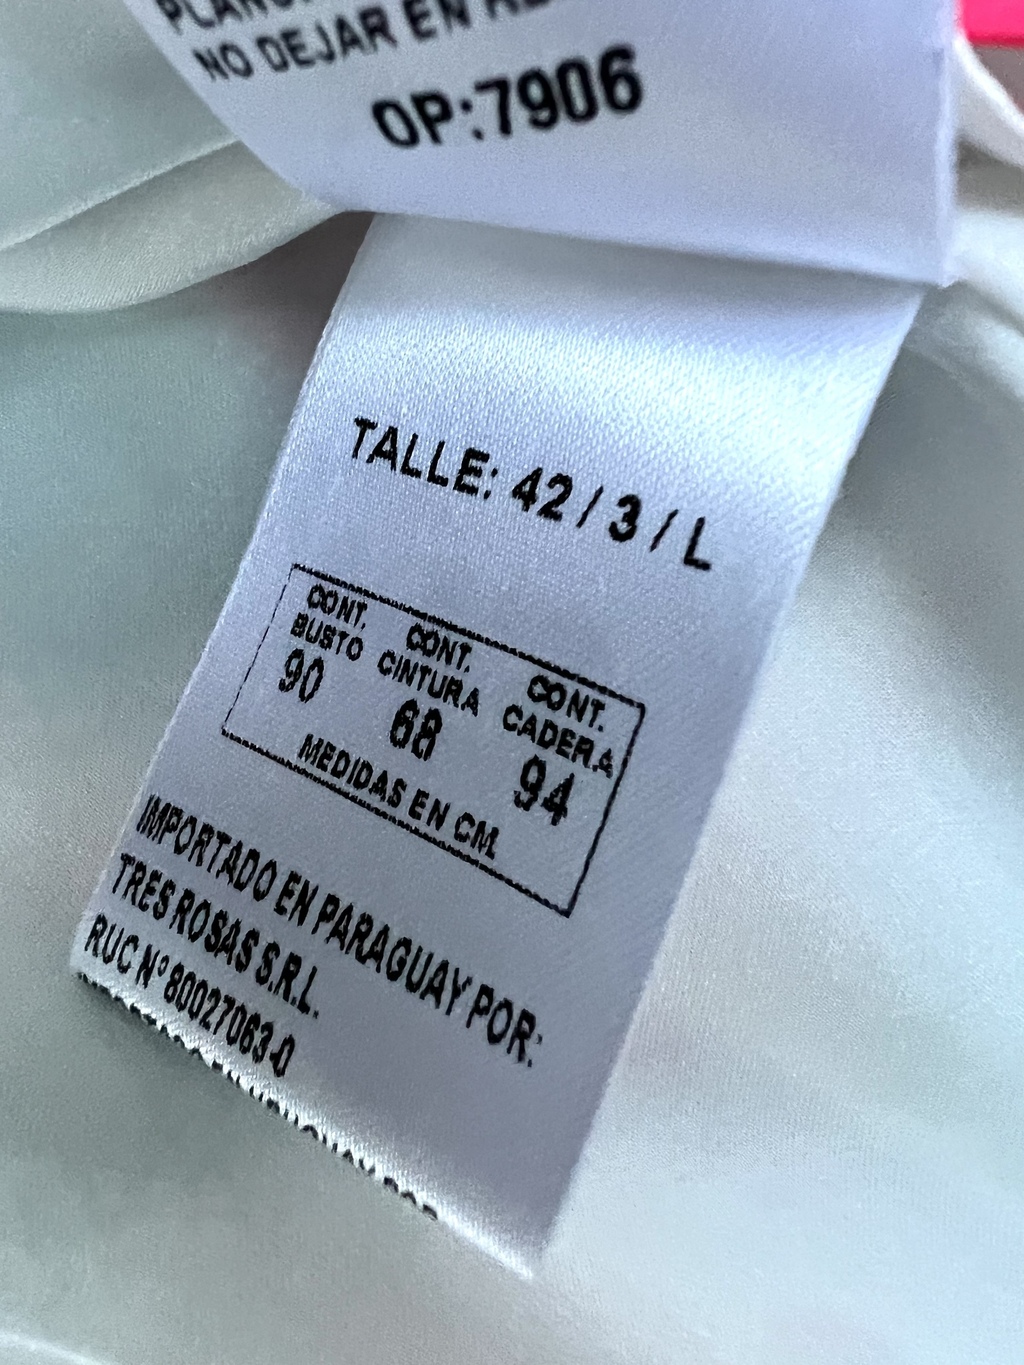 NO DEJAR EN
OP:7906
TALLE: 42 / 3 / L
CONT. CONT. CONT.
BUSTO CINTURA CADERA
90 68 94
MEDIDAS EN CM.
IMPORTADO EN PARAGUAY POR:
TRES ROSAS S.R.L.
RUC N° 80027063-0